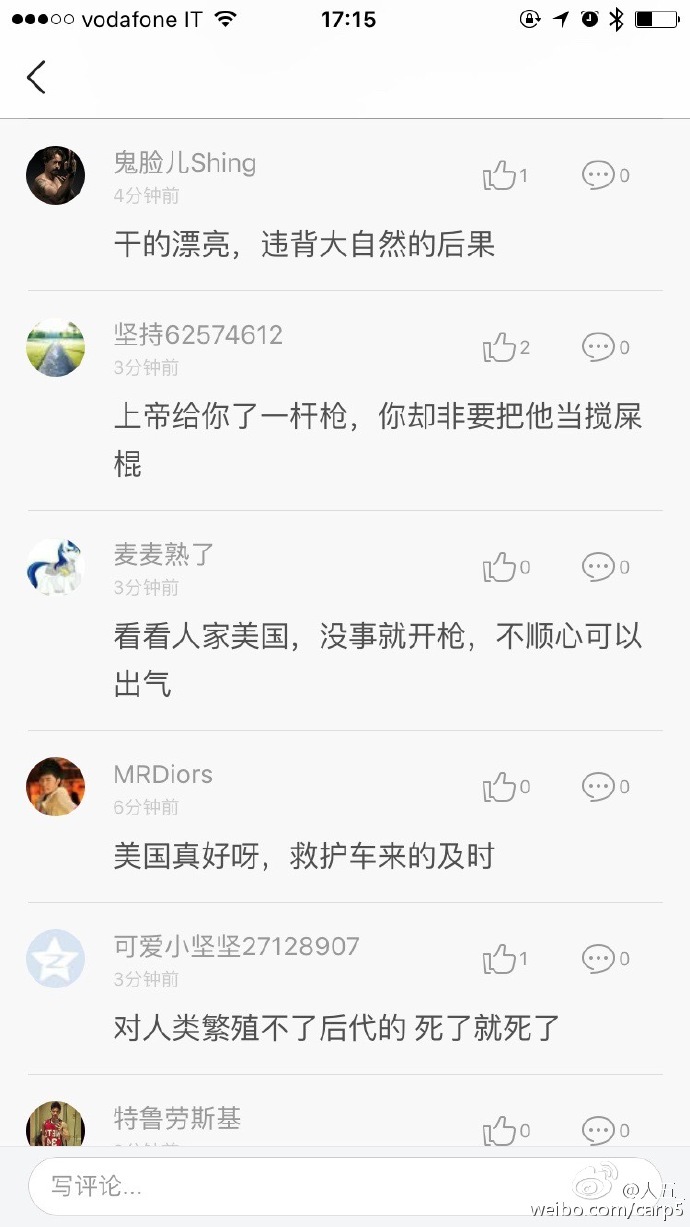 vodafone IT 17:15
鬼脸儿Shing
1 0
4分钟前
干的漂亮，违背大自然的后果
坚持62574612
2 0
3分钟前
上帝给你了一杆枪，你却非要把他当搅屎
棍
麦麦熟了
0 0
3分钟前
看看人家美国，没事就开枪，不顺心可以
出气
MRDiors
0 0
6分钟前
美国真好呀，救护车来的及时
可爱小坚坚27128907
1 0
3分钟前
对人类繁殖不了后代的 死了就死了
特鲁劳斯基
0 0
写评论...
weibo.com/carp5